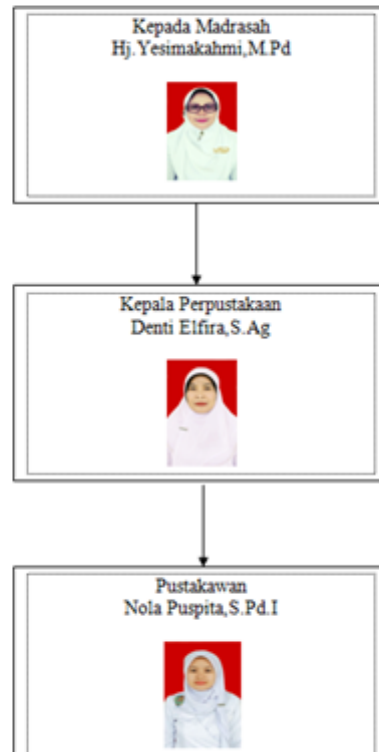 Kepada Madrasah
Hj.Yesimakahmi,M.Pd
Kepala Perpustakaan
Denti Elfira,S.Ag
Pustakawan
Nola Puspita,S.Pd.I